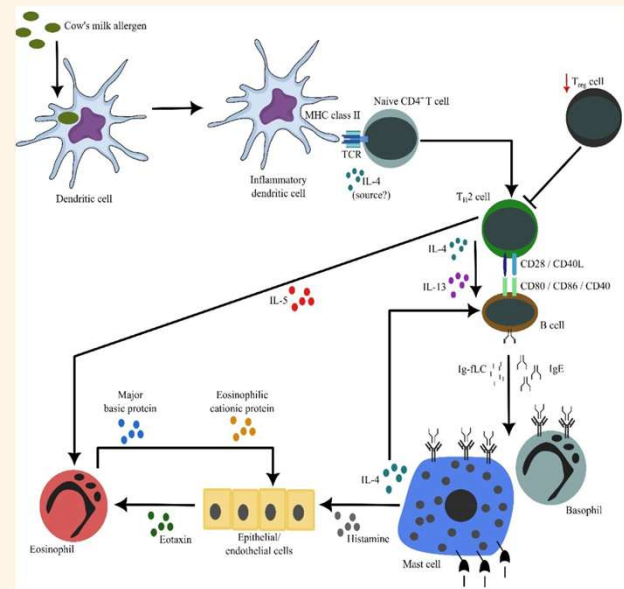 Cow's milk allergen
Dendritic cell
MHC class II
Naive CD4⁺ T cell
TCR
IL-4
(source?)
Inflammatory
dendritic cell
Treg cell
TH2 cell
IL-4
CD28 / CD40L
IL-13
CD80 / CD86 / CD40
B cell
IL-5
Ig-fLC
IgE
Major
basic protein
Eosinophilic
cationic protein
IL-4
Basophil
Eosinophil
Eotaxin
Epithelial/
endothelial cells
Histamine
Mast cell